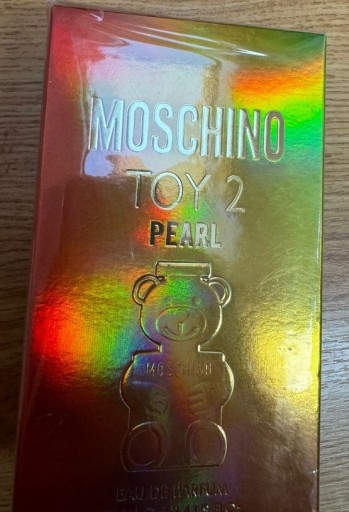 MOSCHINO
TOY 2
PEARL
MOSCHINO
EAU DE PARFUM